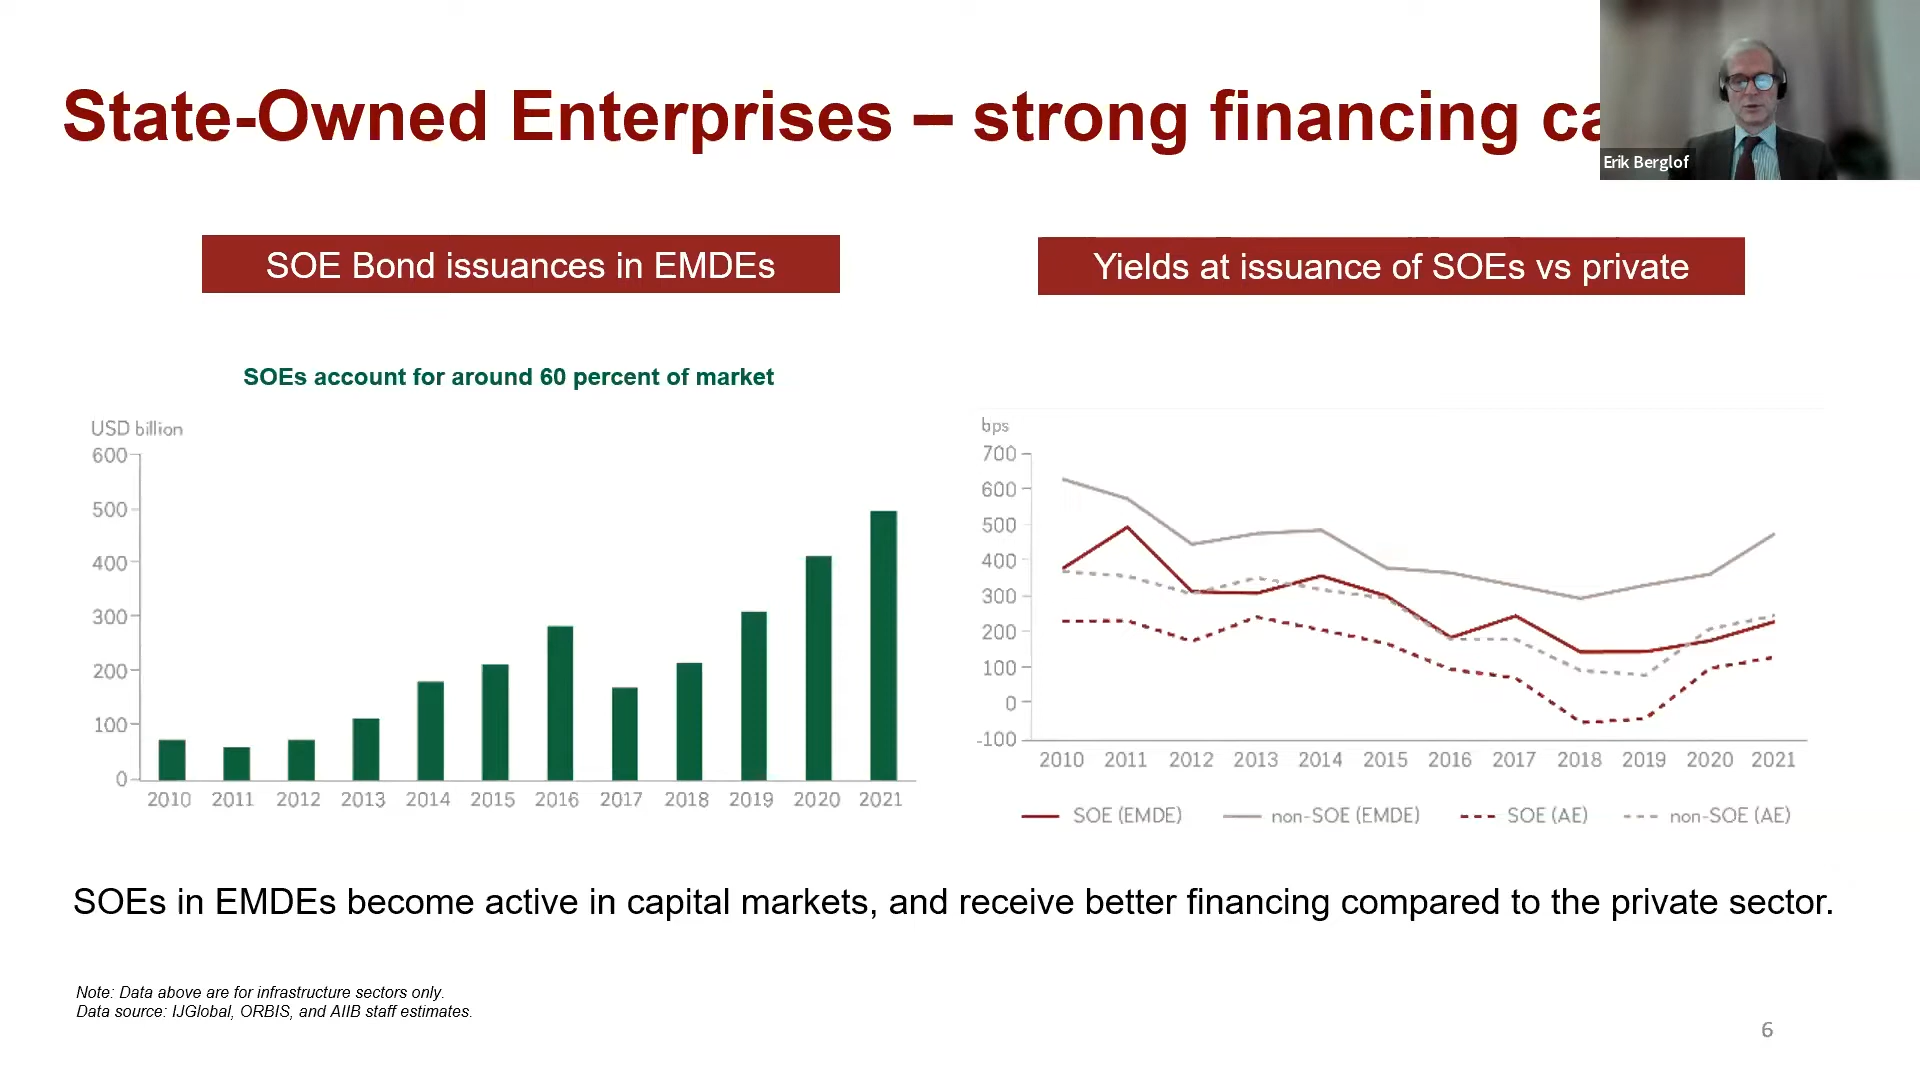 State-Owned Enterprises – strong financing ca
Erik Berglof
SOE Bond issuances in EMDEs
Yields at issuance of SOEs vs private
SOEs account for around 60 percent of market
USD billion
600
500
400
300
200
100
0
2010 2011 2012 2013 2014 2015 2016 2017 2018 2019 2020 2021
bps
700
600
500
400
300
200
100
0
-100
2010 2011 2012 2013 2014 2015 2016 2017 2018 2019 2020 2021
SOE (EMDE) non-SOE (EMDE) SOE (AE) non-SOE (AE)
SOEs in EMDEs become active in capital markets, and receive better financing compared to the private sector.
Note: Data above are for infrastructure sectors only.
Data source: IJGlobal, ORBIS, and AIIB staff estimates.
6